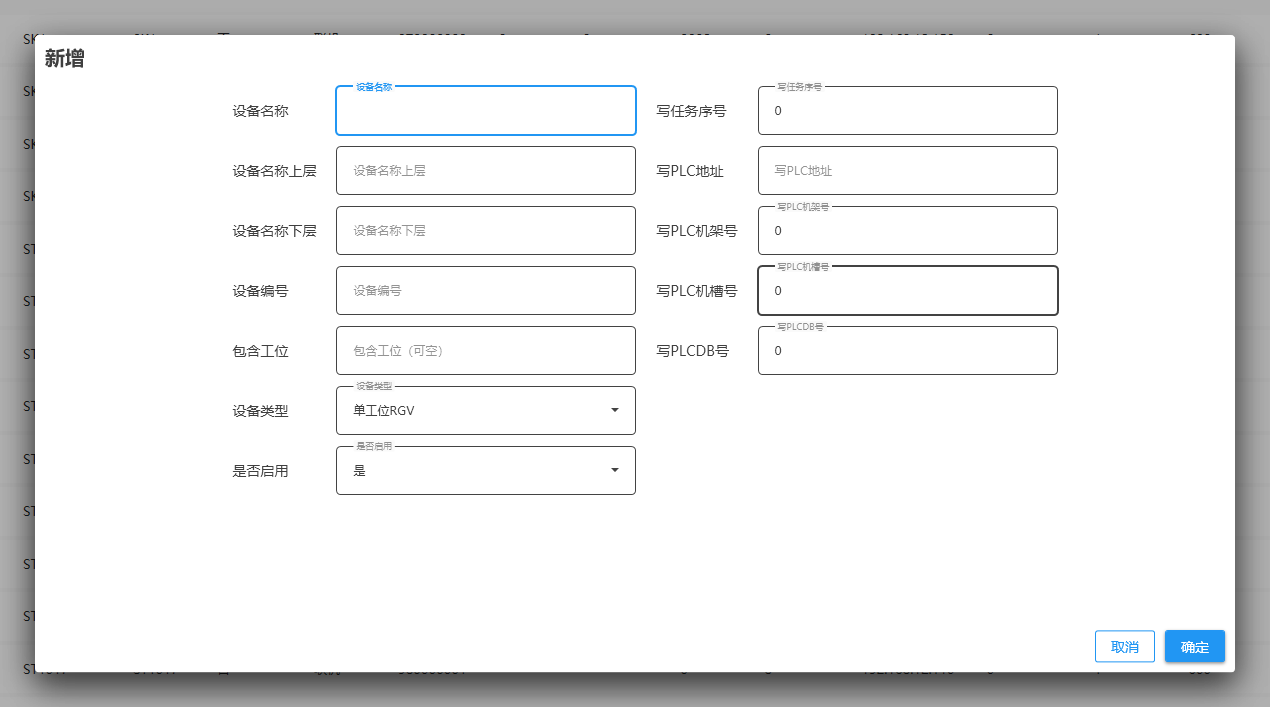 新增
设备名称
设备名称
写任务序号
写任务序号
0
设备名称上层
设备名称上层
写PLC地址
写PLC地址
设备名称下层
设备名称下层
写PLC机架号
写PLC机架号
0
设备编号
设备编号
写PLC机槽号
写PLC机槽号
0
包含工位
包含工位（可空）
写PLCDB号
写PLCDB号
0
设备类型
设备类型
单工位RGV
是否启用
是否启用
是
取消
确定